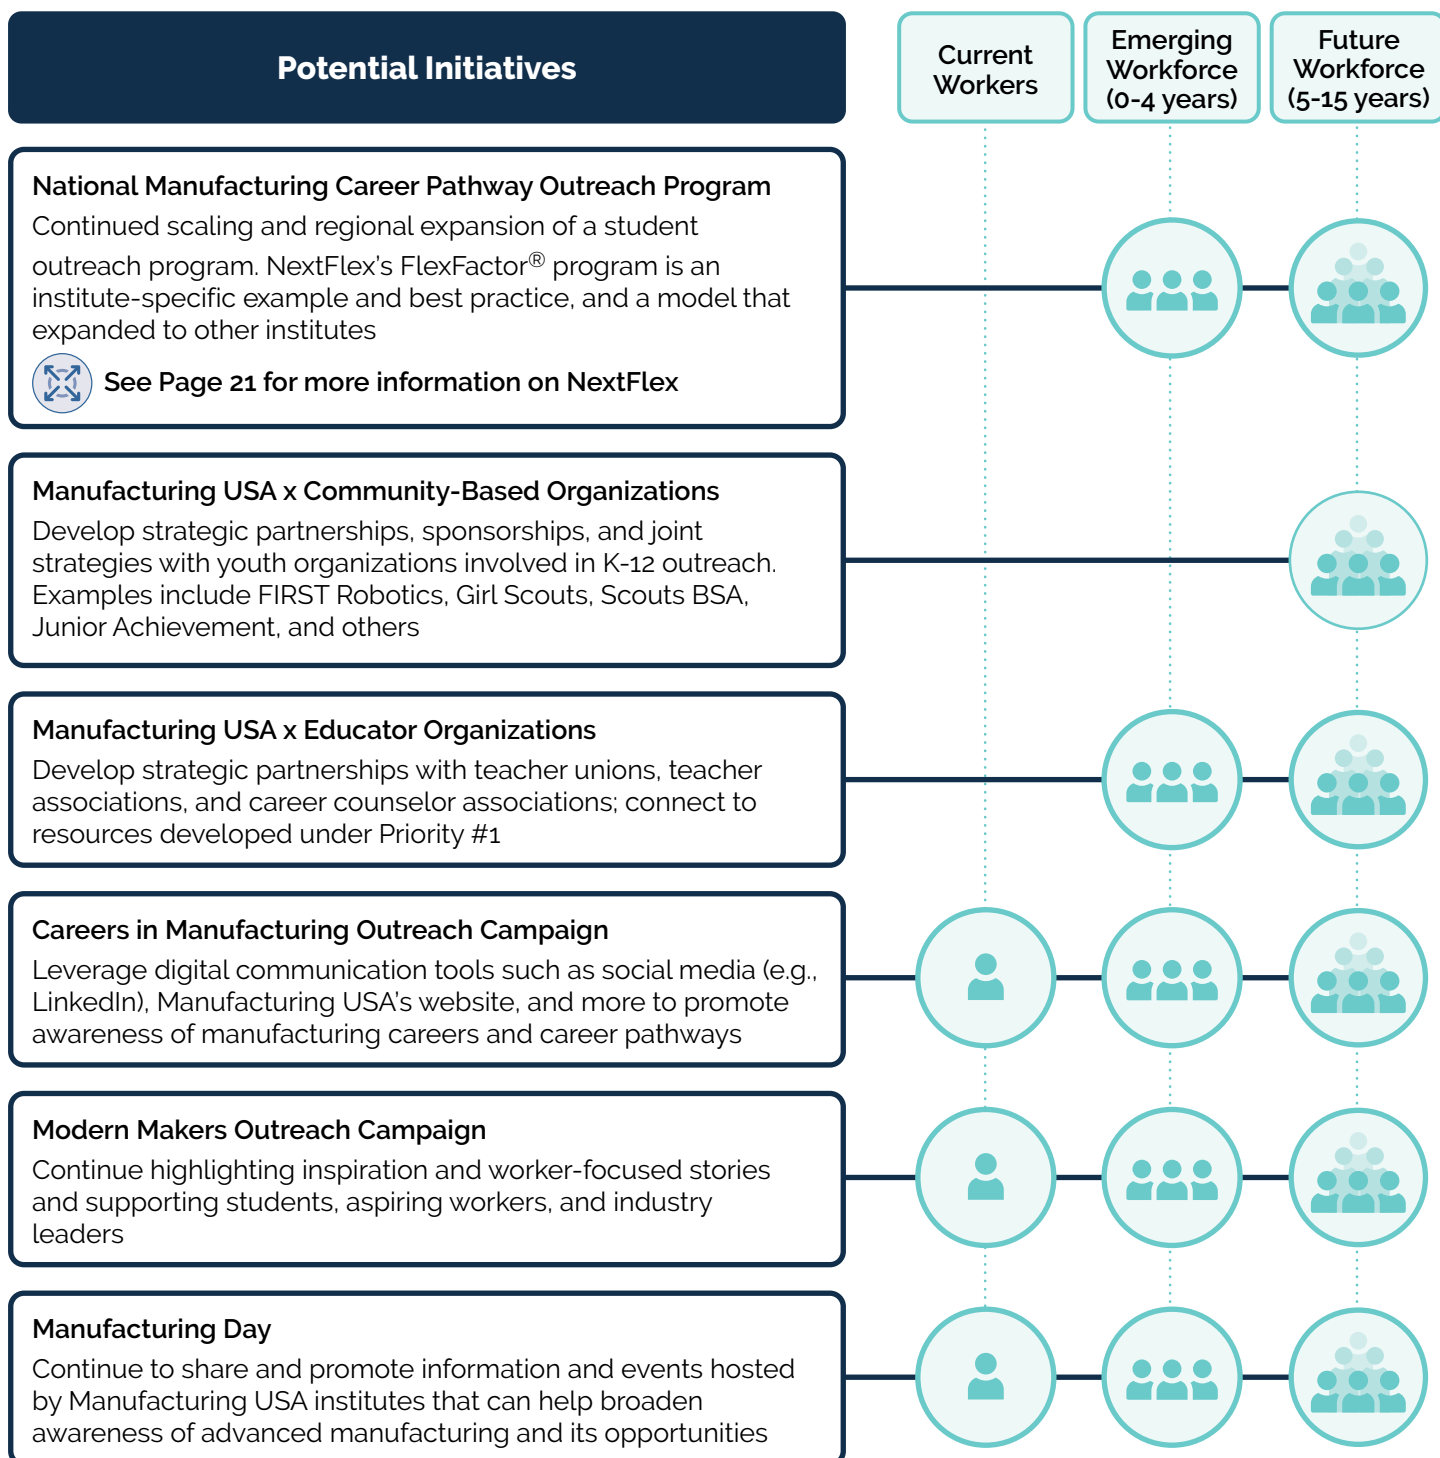 Potential Initiatives
Current
Workers
Emerging
Workforce
(0-4 years)
Future
Workforce
(5-15 years)
National Manufacturing Career Pathway Outreach Program
Continued scaling and regional expansion of a student
outreach program. NextFlex’s FlexFactor® program is an
institute-specific example and best practice, and a model that
expanded to other institutes
See Page 21 for more information on NextFlex
Manufacturing USA x Community-Based Organizations
Develop strategic partnerships, sponsorships, and joint
strategies with youth organizations involved in K-12 outreach.
Examples include FIRST Robotics, Girl Scouts, Scouts BSA,
Junior Achievement, and others
Manufacturing USA x Educator Organizations
Develop strategic partnerships with teacher unions, teacher
associations, and career counselor associations; connect to
resources developed under Priority #1
Careers in Manufacturing Outreach Campaign
Leverage digital communication tools such as social media (e.g.,
LinkedIn), Manufacturing USA’s website, and more to promote
awareness of manufacturing careers and career pathways
Modern Makers Outreach Campaign
Continue highlighting inspiration and worker-focused stories
and supporting students, aspiring workers, and industry
leaders
Manufacturing Day
Continue to share and promote information and events hosted
by Manufacturing USA institutes that can help broaden
awareness of advanced manufacturing and its opportunities